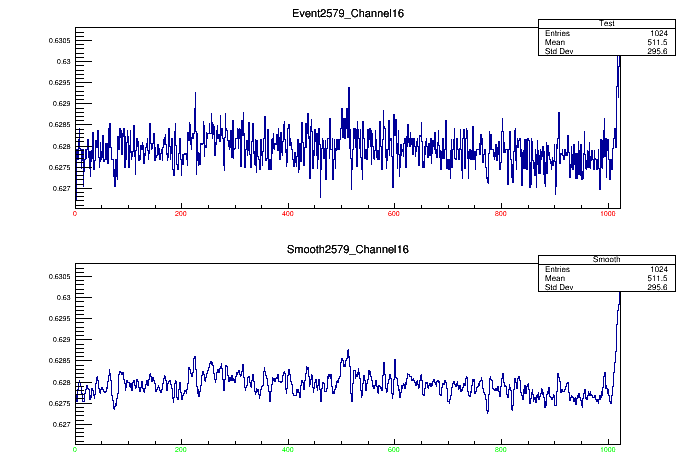 Event2579_Channel16
Test
Entries 1024
Mean 511.5
Std Dev 295.6
0.6305
0.63
0.6295
0.629
0.6285
0.628
0.6275
0.627
0 200 400 600 800 1000
Smooth2579_Channel16
Smooth
Entries 1024
Mean 511.5
Std Dev 295.6
0.6305
0.63
0.6295
0.629
0.6285
0.628
0.6275
0.627
0 200 400 600 800 1000